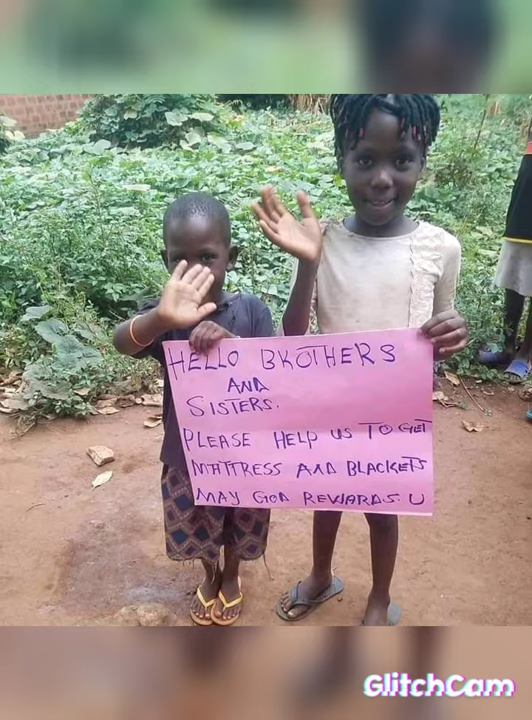 HELLO BROTHERS
AND
SISTERS.
PLEASE HELP US TO GET
MATTRESS AND BLACKETS
MAY GOD REWARDS. U
GlitchCam